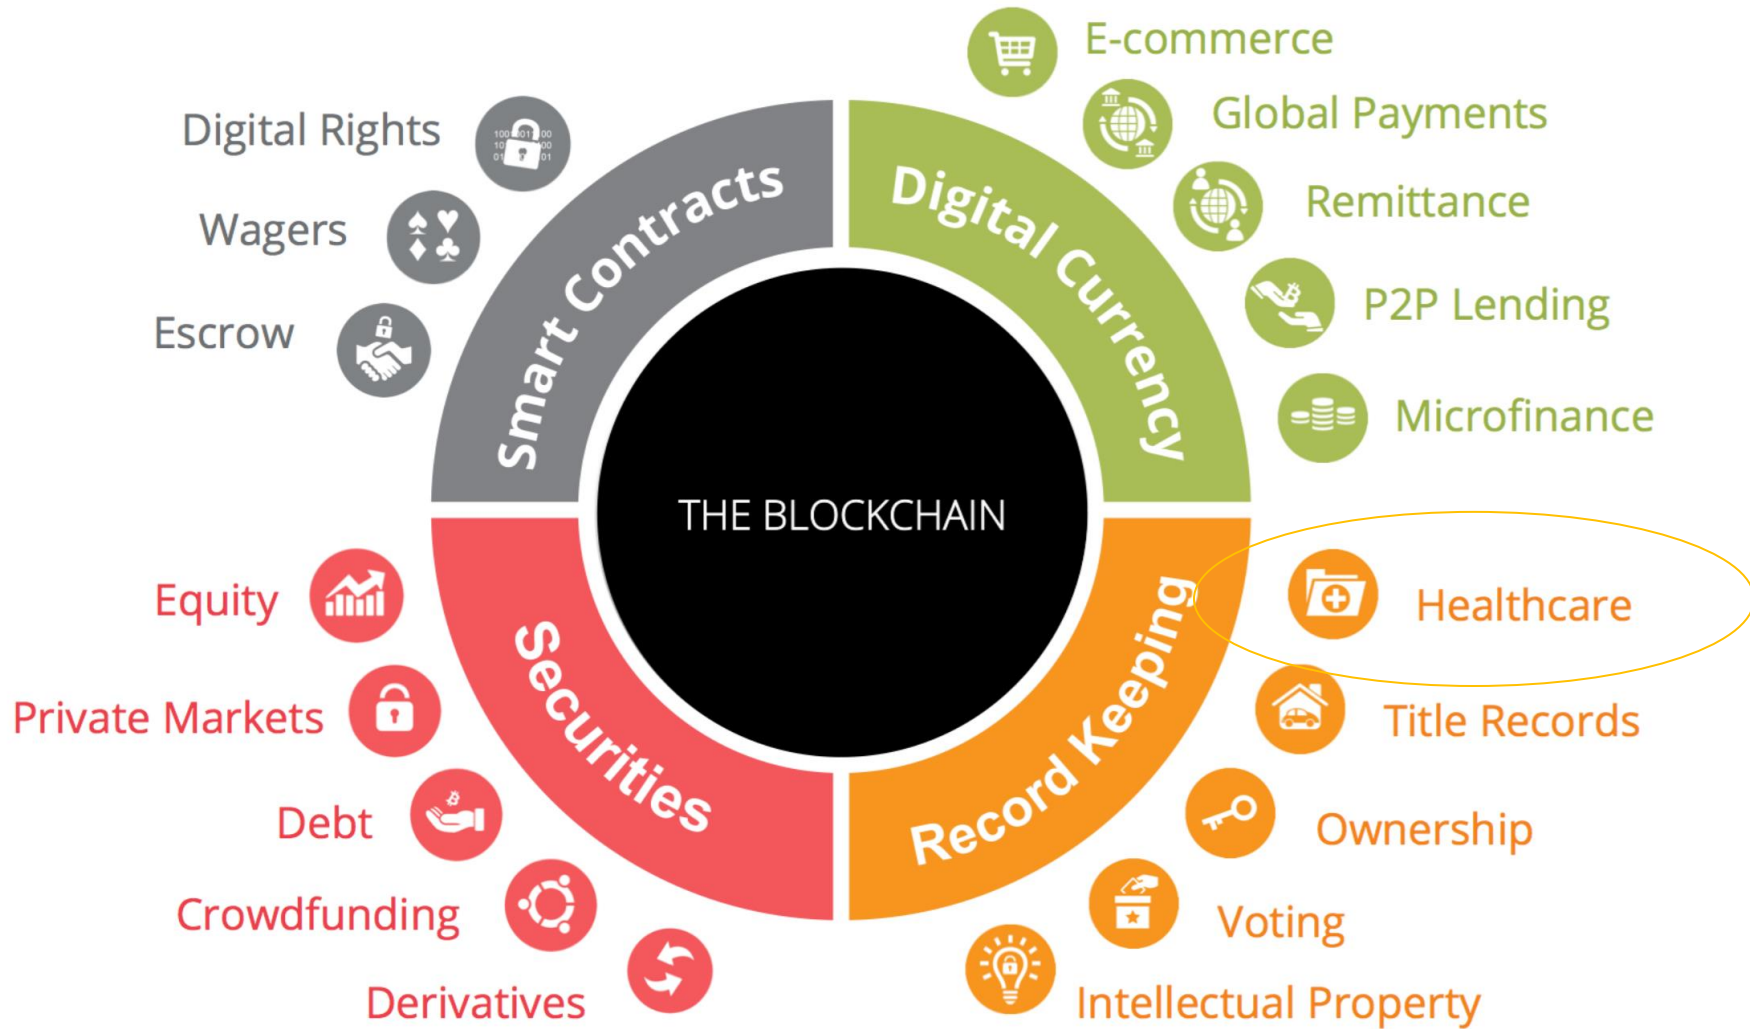 E-commerce
Global Payments
Remittance
P2P Lending
Microfinance
Digital Rights
Wagers
Escrow
Smart Contracts
Digital Currency
THE BLOCKCHAIN
Securities
Record Keeping
Equity
Private Markets
Debt
Crowdfunding
Derivatives
Healthcare
Title Records
Ownership
Voting
Intellectual Property